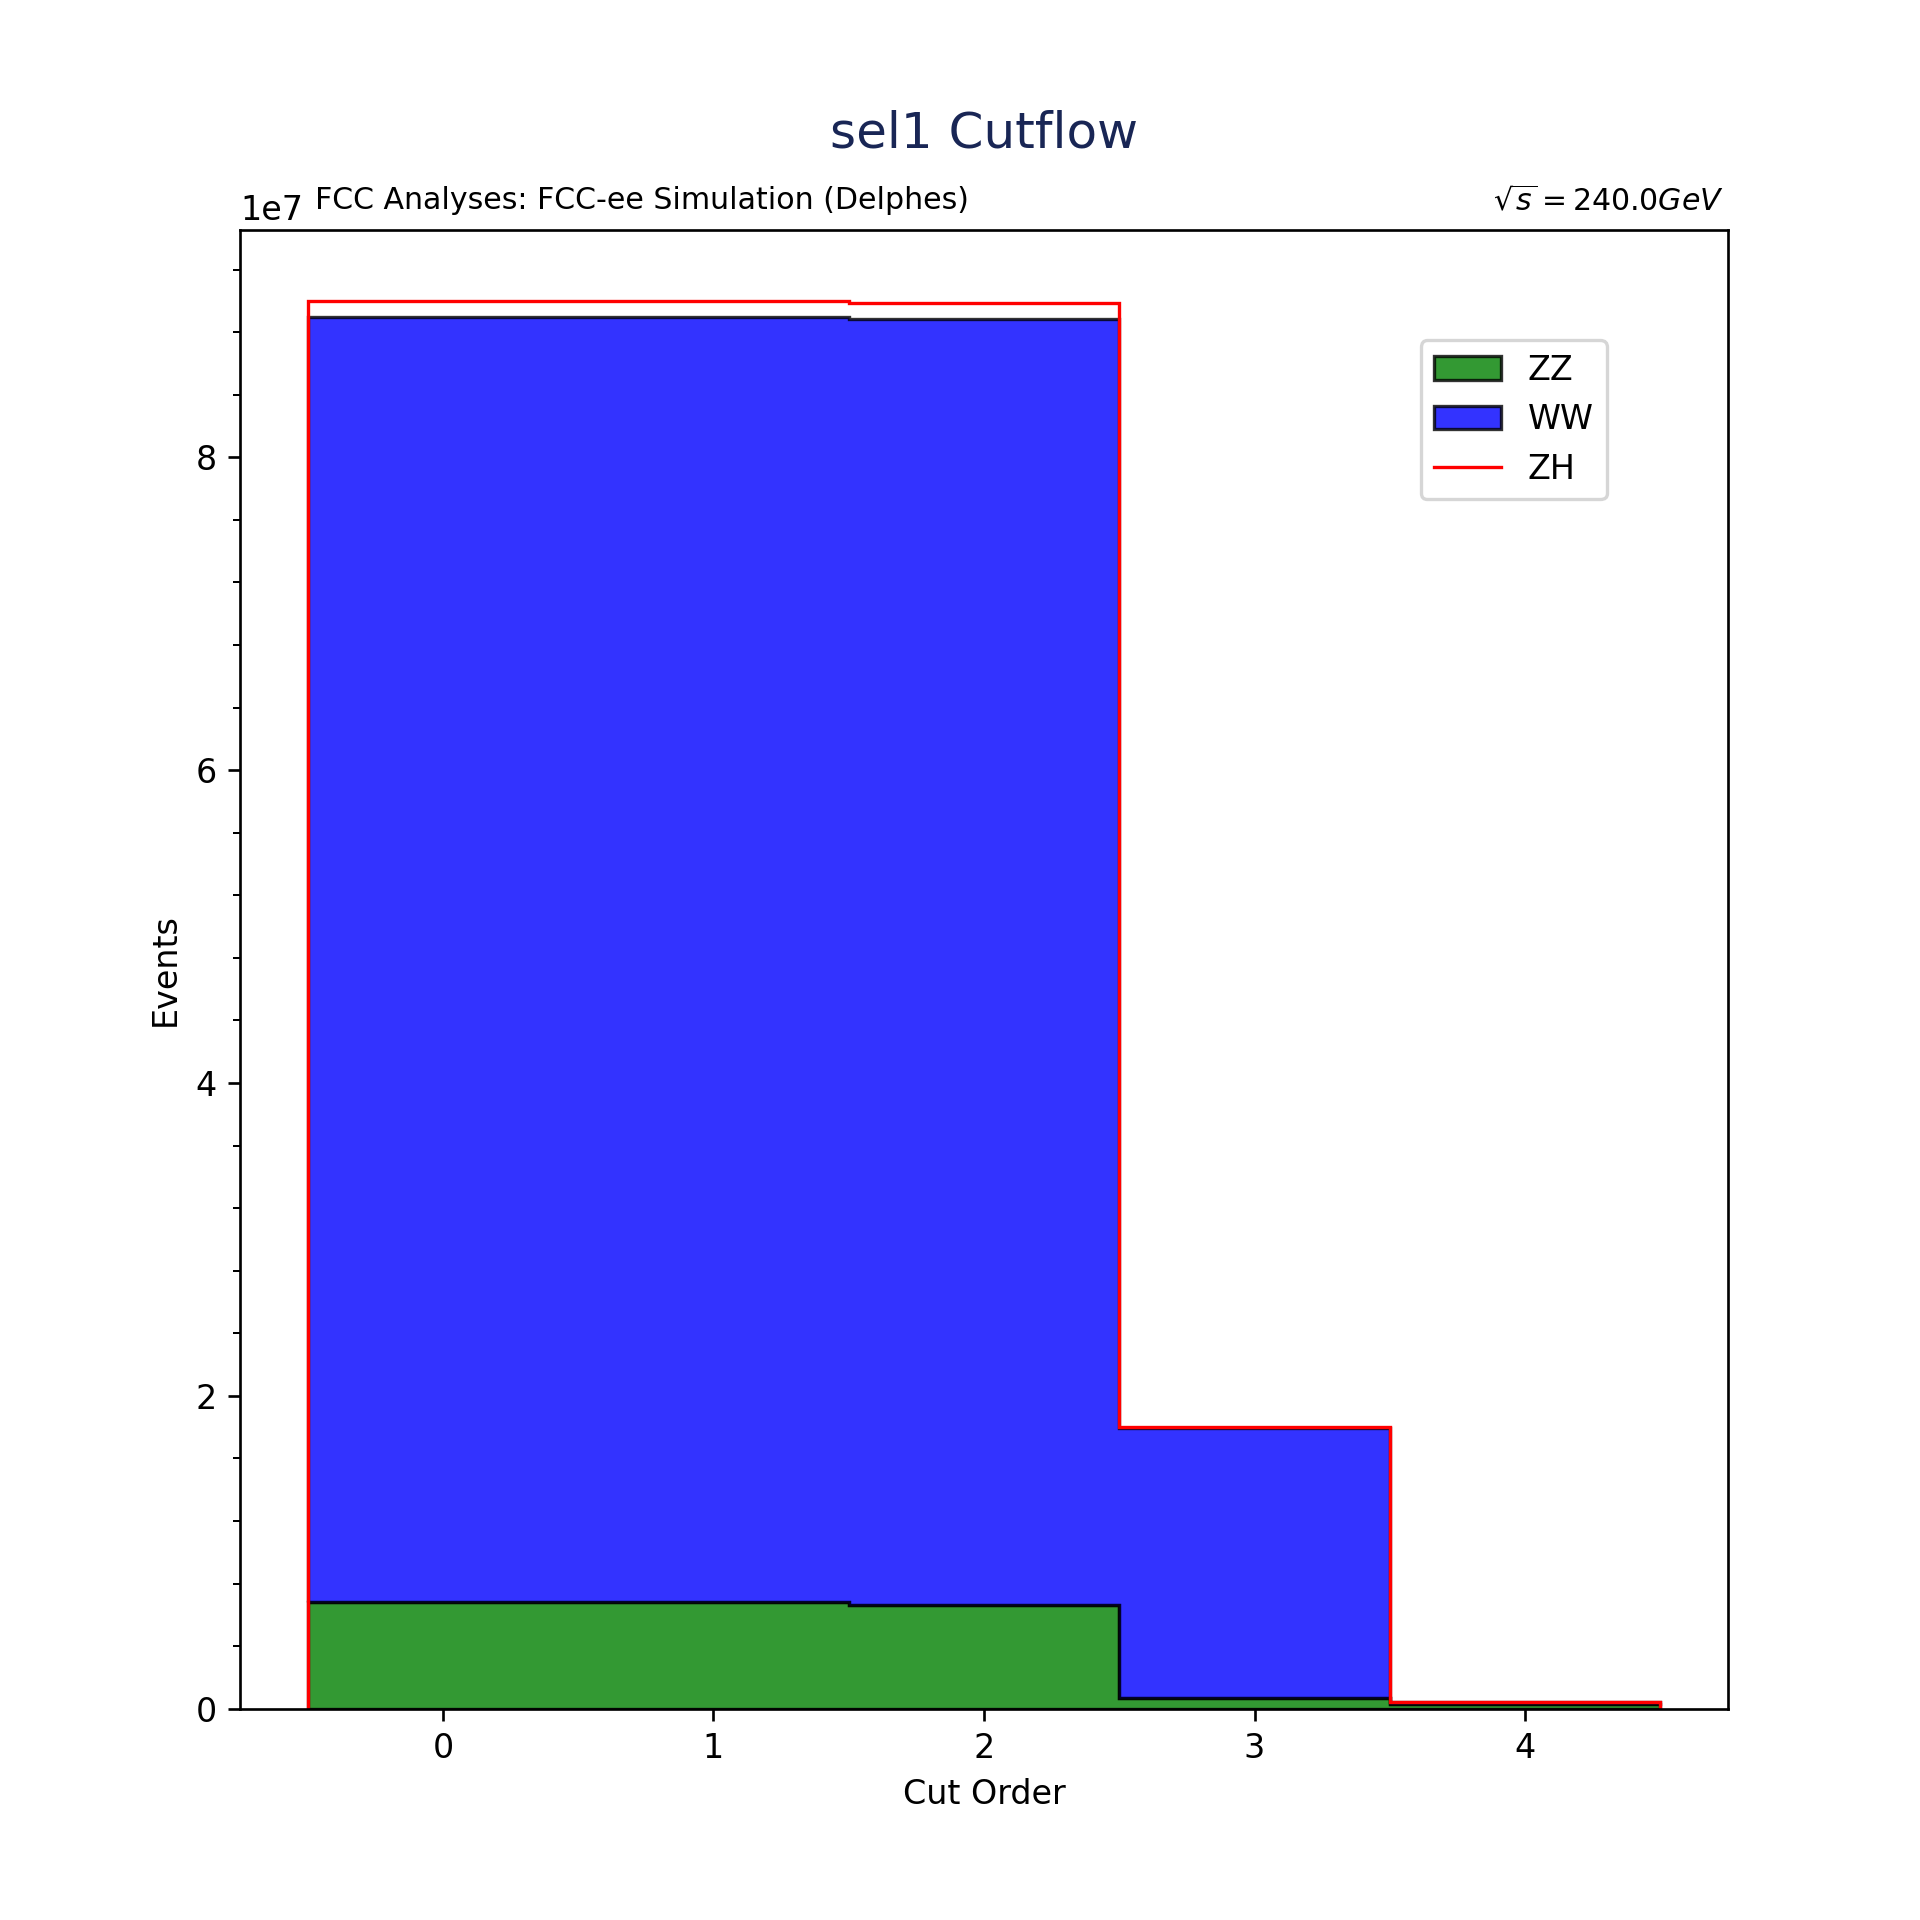 sel1 Cutflow
1e7 FCC Analyses: FCC-ee Simulation (Delphes) √s = 240.0GeV
ZZ
WW
ZH
8
6
4
2
0
Events
0 1 2 3 4
Cut Order